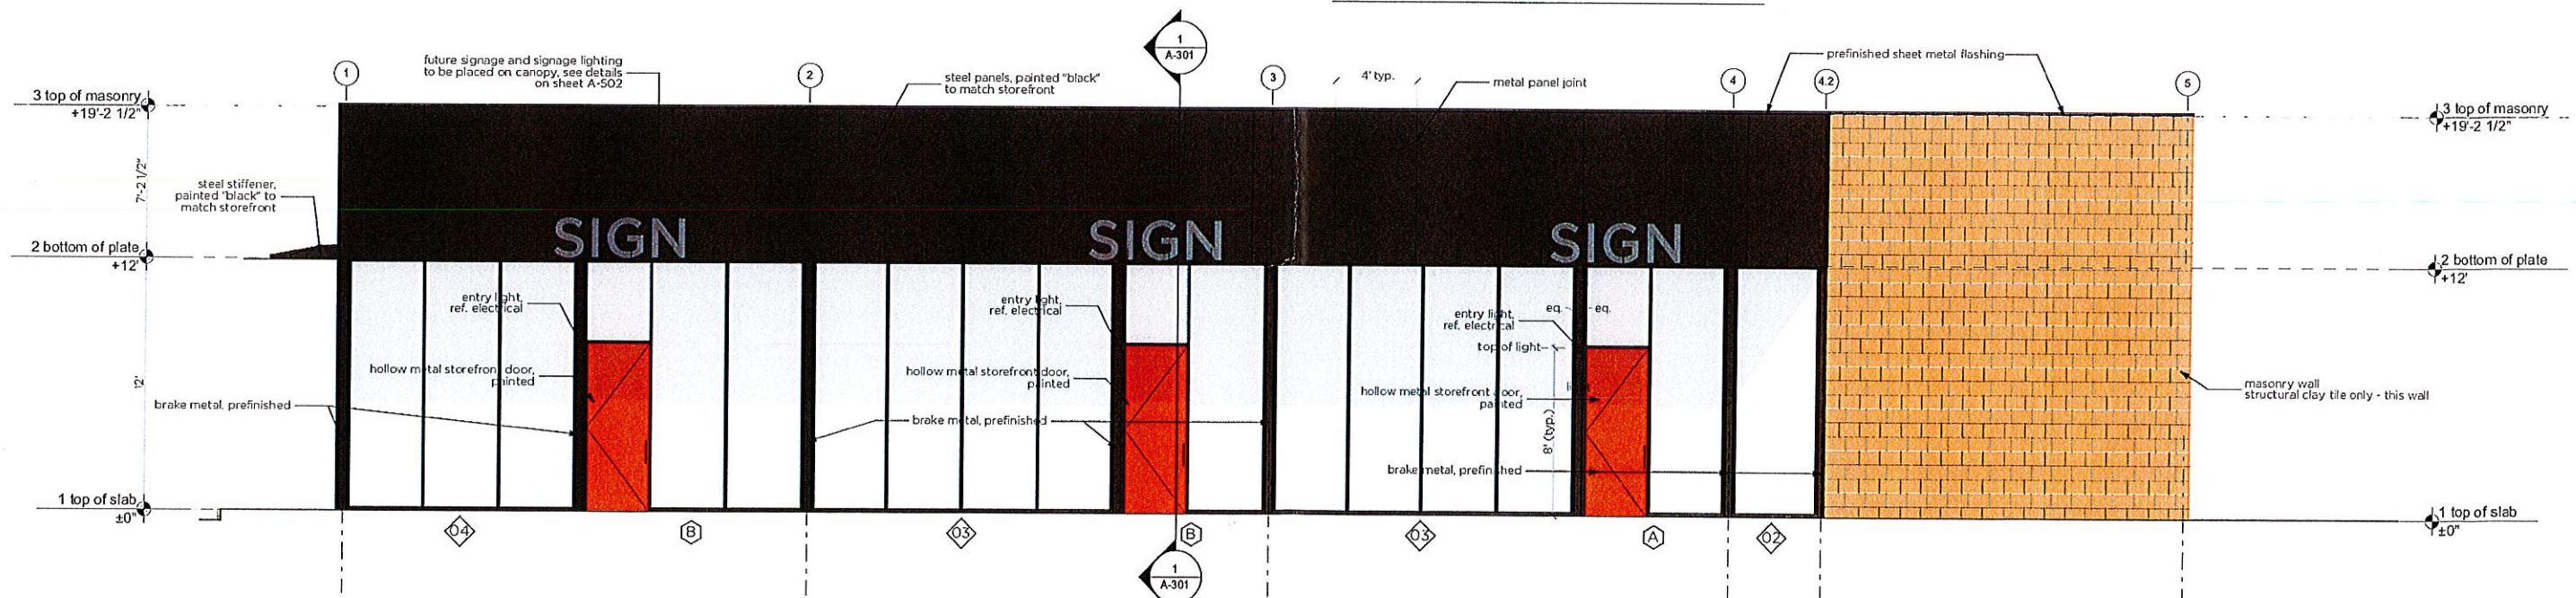 1
A-301
prefinished sheet metal flashing
future signage and signage lighting
to be placed on canopy, see details
on sheet A-502
1
2
steel panels, painted "black"
to match storefront
3
4' typ.
metal panel joint
4
4.2
5
3 top of masonry
+19'-2 1/2"
3 top of masonry
+19'-2 1/2"
7'-2 1/2"
steel stiffener,
painted "black" to
match storefront
SIGN
SIGN
SIGN
2 bottom of plate
+12'
2 bottom of plate
+12'
entry light,
ref. electrical
entry light,
ref. electrical
entry light,
ref. electrical
eq.
eq.
top of light
hollow metal storefront door,
painted
hollow metal storefront door,
painted
hollow metal storefront door,
painted
12'
8' (typ.)
masonry wall
structural clay tile only - this wall
brake metal, prefinished
brake metal, prefinished
brake metal, prefinished
1 top of slab
±0"
1 top of slab
±0"
04
B
03
B
03
A
02
1
A-301